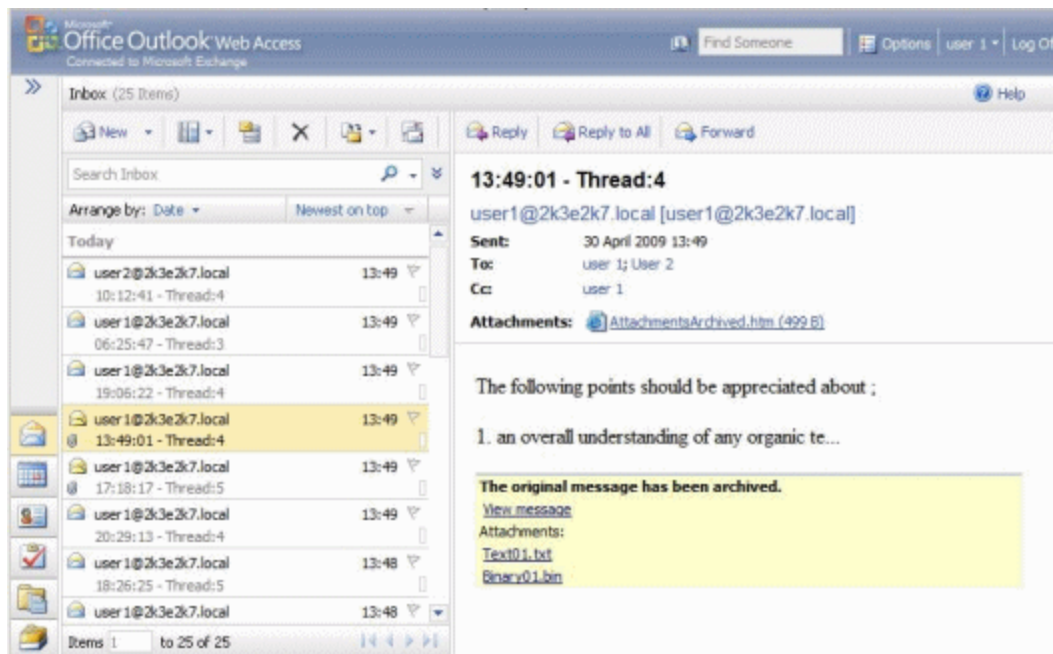 Microsoft®
Office Outlook Web Access
Connected to Microsoft Exchange
Find Someone
Options
user 1
Log Of
Inbox (25 Items)
Help
New
Reply
Reply to All
Forward
Search Inbox
Arrange by: Date
Newest on top
Today
user2@2k3e2k7.local 13:49
10:12:41 - Thread:4
user1@2k3e2k7.local 13:49
06:25:47 - Thread:3
user1@2k3e2k7.local 13:49
19:06:22 - Thread:4
user1@2k3e2k7.local 13:49
13:49:01 - Thread:4
user1@2k3e2k7.local 13:49
17:18:17 - Thread:5
user1@2k3e2k7.local 13:49
20:29:13 - Thread:4
user1@2k3e2k7.local 13:48
18:26:25 - Thread:5
user1@2k3e2k7.local 13:48
Items 1 to 25 of 25
13:49:01 - Thread:4
user1@2k3e2k7.local [user1@2k3e2k7.local]
Sent: 30 April 2009 13:49
To: user 1; User 2
Cc: user 1
Attachments: AttachmentsArchived.htm (499 B)
The following points should be appreciated about ;
1. an overall understanding of any organic te...
The original message has been archived.
View message
Attachments:
Text01.txt
Binary01.bin